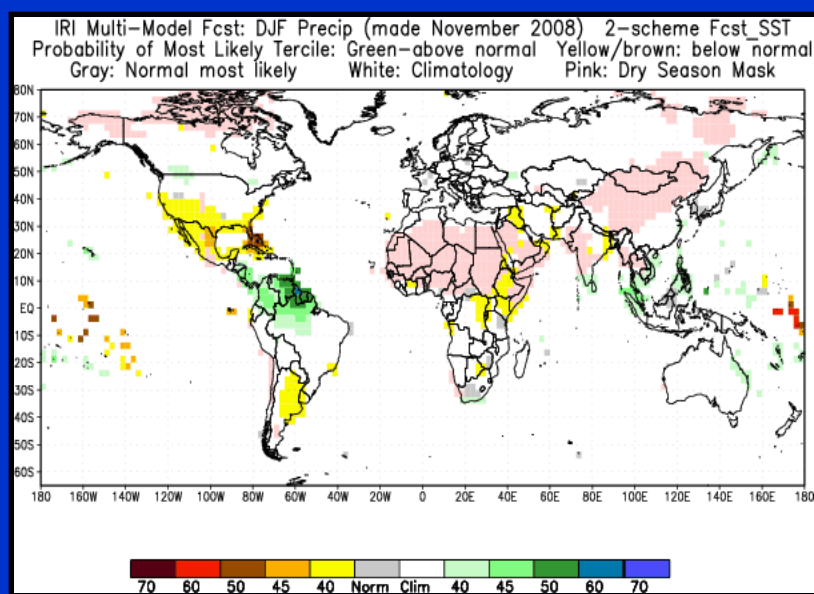 IRI Multi-Model Fcst: DJF Precip (made November 2008) 2-scheme Fcst_SST
Probability of Most Likely Tercile: Green-above normal Yellow/brown: below normal
Gray: Normal most likely White: Climatology Pink: Dry Season Mask
80N
70N
60N
50N
40N
30N
20N
10N
EQ
10S
20S
30S
40S
50S
60S
180 160W 140W 120W 100W 80W 60W 40W 20W 0 20E 40E 60E 80E 100E 120E 140E 160E 180
70 60 50 45 40 Norm Clim 40 45 50 60 70